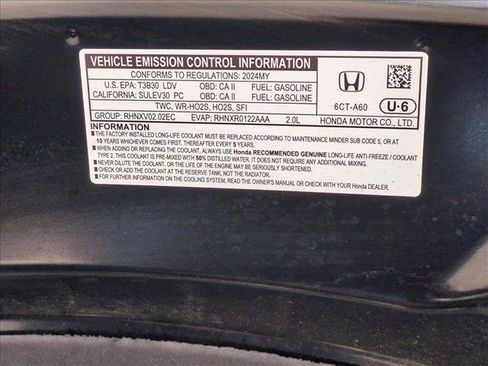 VEHICLE EMISSION CONTROL INFORMATION
CONFORMS TO REGULATIONS: 2024MY
U.S. EPA: T3B30 LDV OBD: CA II FUEL: GASOLINE
CALIFORNIA: SULEV30 PC OBD: CA II FUEL: GASOLINE
TWC, WR-HO2S, HO2S, SFI
GROUP: RHNXV02.02EC EVAP: RHNXR0122AAA 2.0L
6CT-A60 U·6
HONDA MOTOR CO., LTD.
INFORMATION:
■ THE FACTORY INSTALLED LONG-LIFE COOLANT MUST BE REPLACED ACCORDING TO MAINTENANCE MINDER SUB CODE 5, OR AT
10 YEARS WHICHEVER COMES FIRST. THEREAFTER EVERY 5 YEARS.
■ WHEN ADDING OR REPLACING THE COOLANT, ALWAYS USE Honda RECOMMENDED GENUINE LONG-LIFE ANTI-FREEZE / COOLANT
TYPE 2. THIS COOLANT IS PRE-MIXED WITH 50% DISTILLED WATER, IT DOES NOT REQUIRE ANY ADDITIONAL MIXING.
■ NEVER DILUTE OR THE ENGINE MAY BE SERIOUSLY SHORTENED.
■ CHECK OR ADD COOLANT AT THE RESERVE TANK, NOT THE RADIATOR.
■ FOR MORE INFORMATION ON THE COOLING SYSTEM, READ THE OWNER'S MANUAL OR CHECK WITH YOUR Honda DEALER.